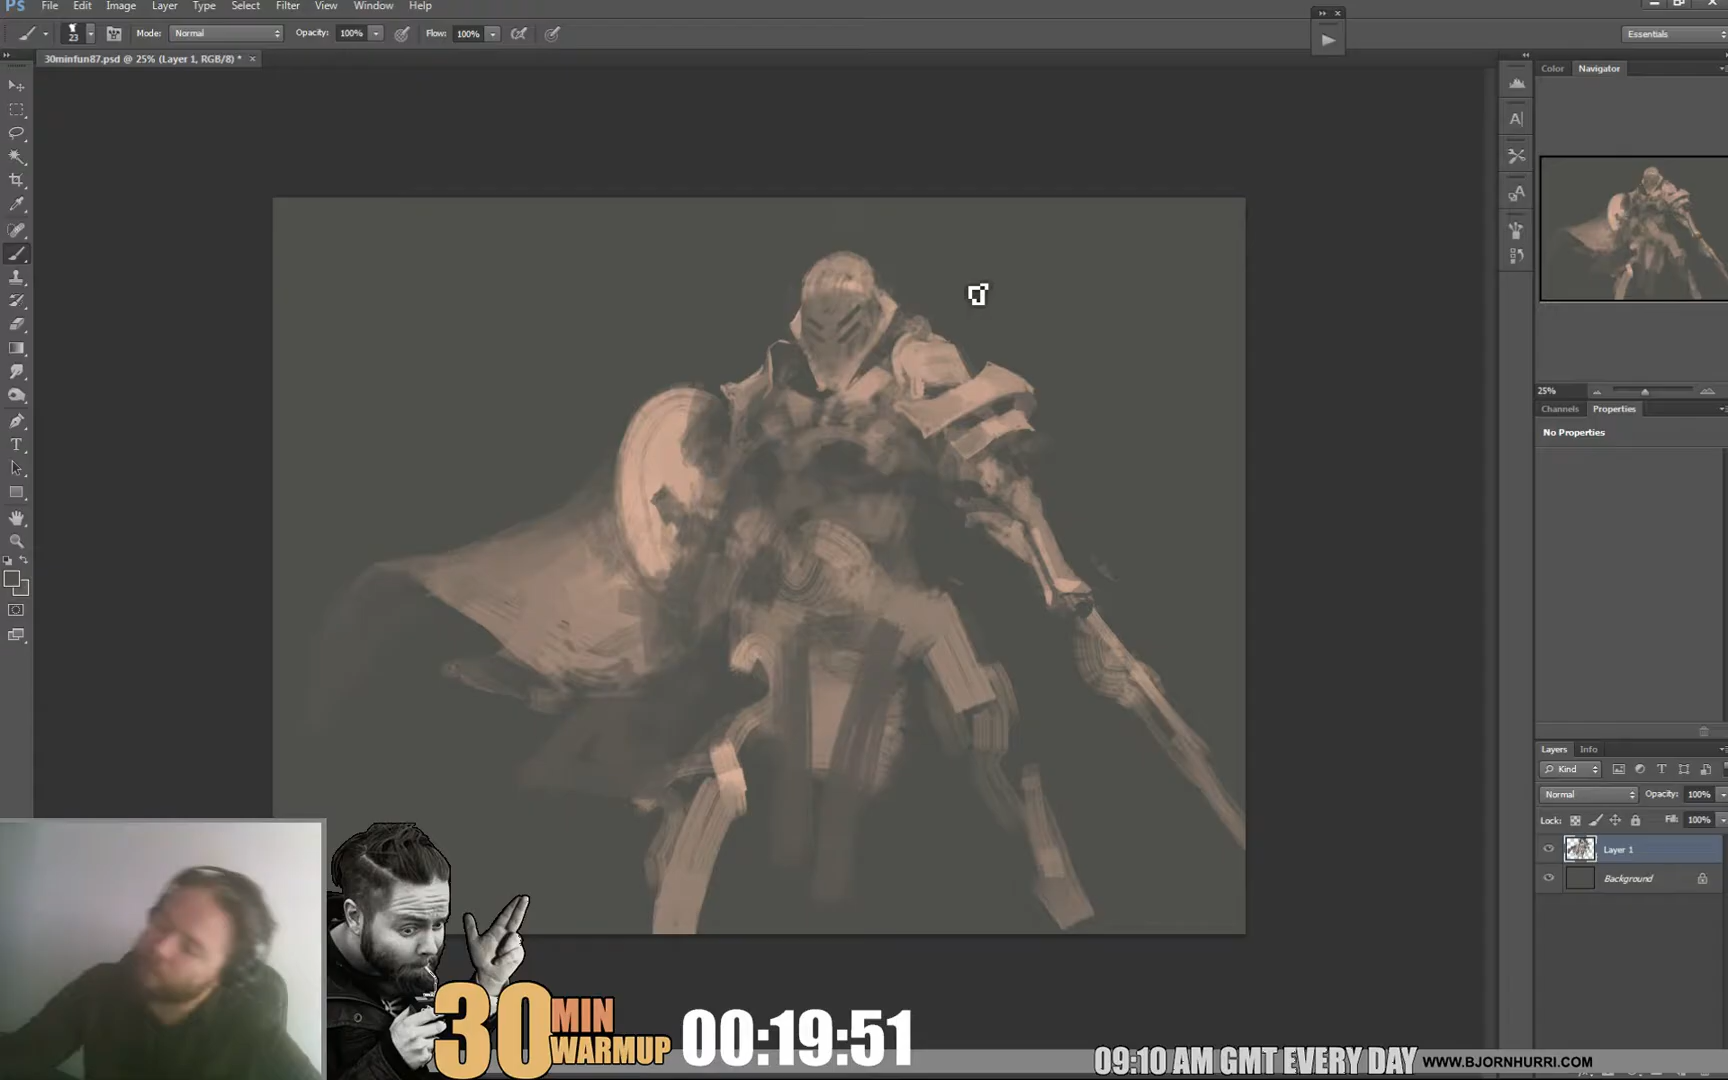 Ps File Edit Image Layer Type Select Filter View Window Help
23 Mode: Normal Opacity: 100% Flow: 100% Essentials
30minfun87.psd @ 25% (Layer 1, RGB/8) * ×
Color Navigator
25%
Channels Properties
No Properties
Layers Info
Kind
Normal Opacity: 100%
Lock: Fill: 100%
Layer 1
Background
30 MIN
WARMUP
00:19:51
09:10 AM GMT EVERY DAY WWW.BJORNHURRI.COM